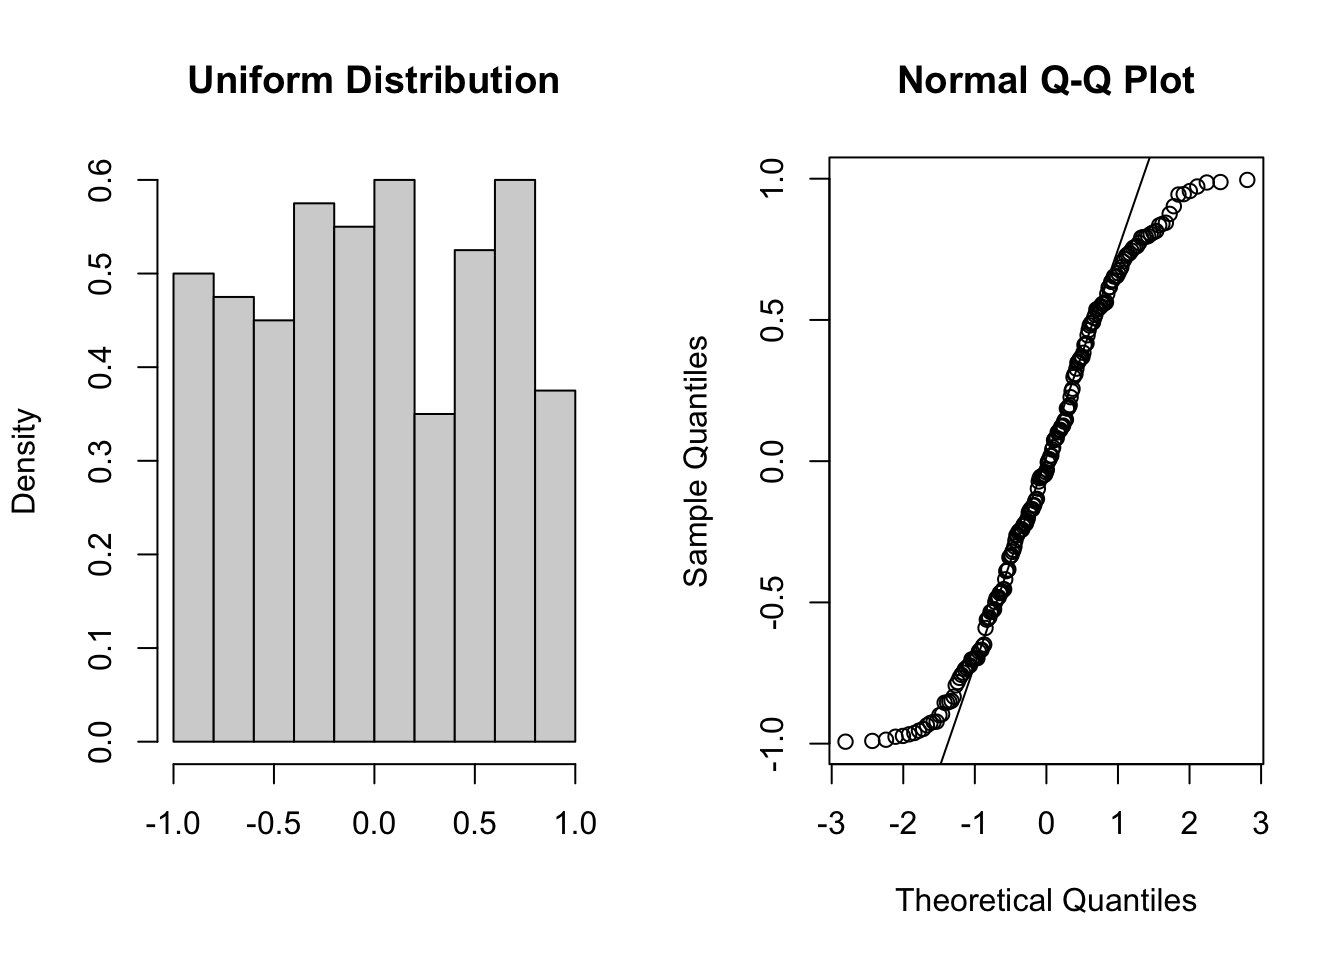 Uniform Distribution
Density
0.6
0.5
0.4
0.3
0.2
0.1
0.0
-1.0 -0.5 0.0 0.5 1.0
Normal Q-Q Plot
Sample Quantiles
1.0
0.5
0.0
-0.5
-1.0
-3 -2 -1 0 1 2 3
Theoretical Quantiles